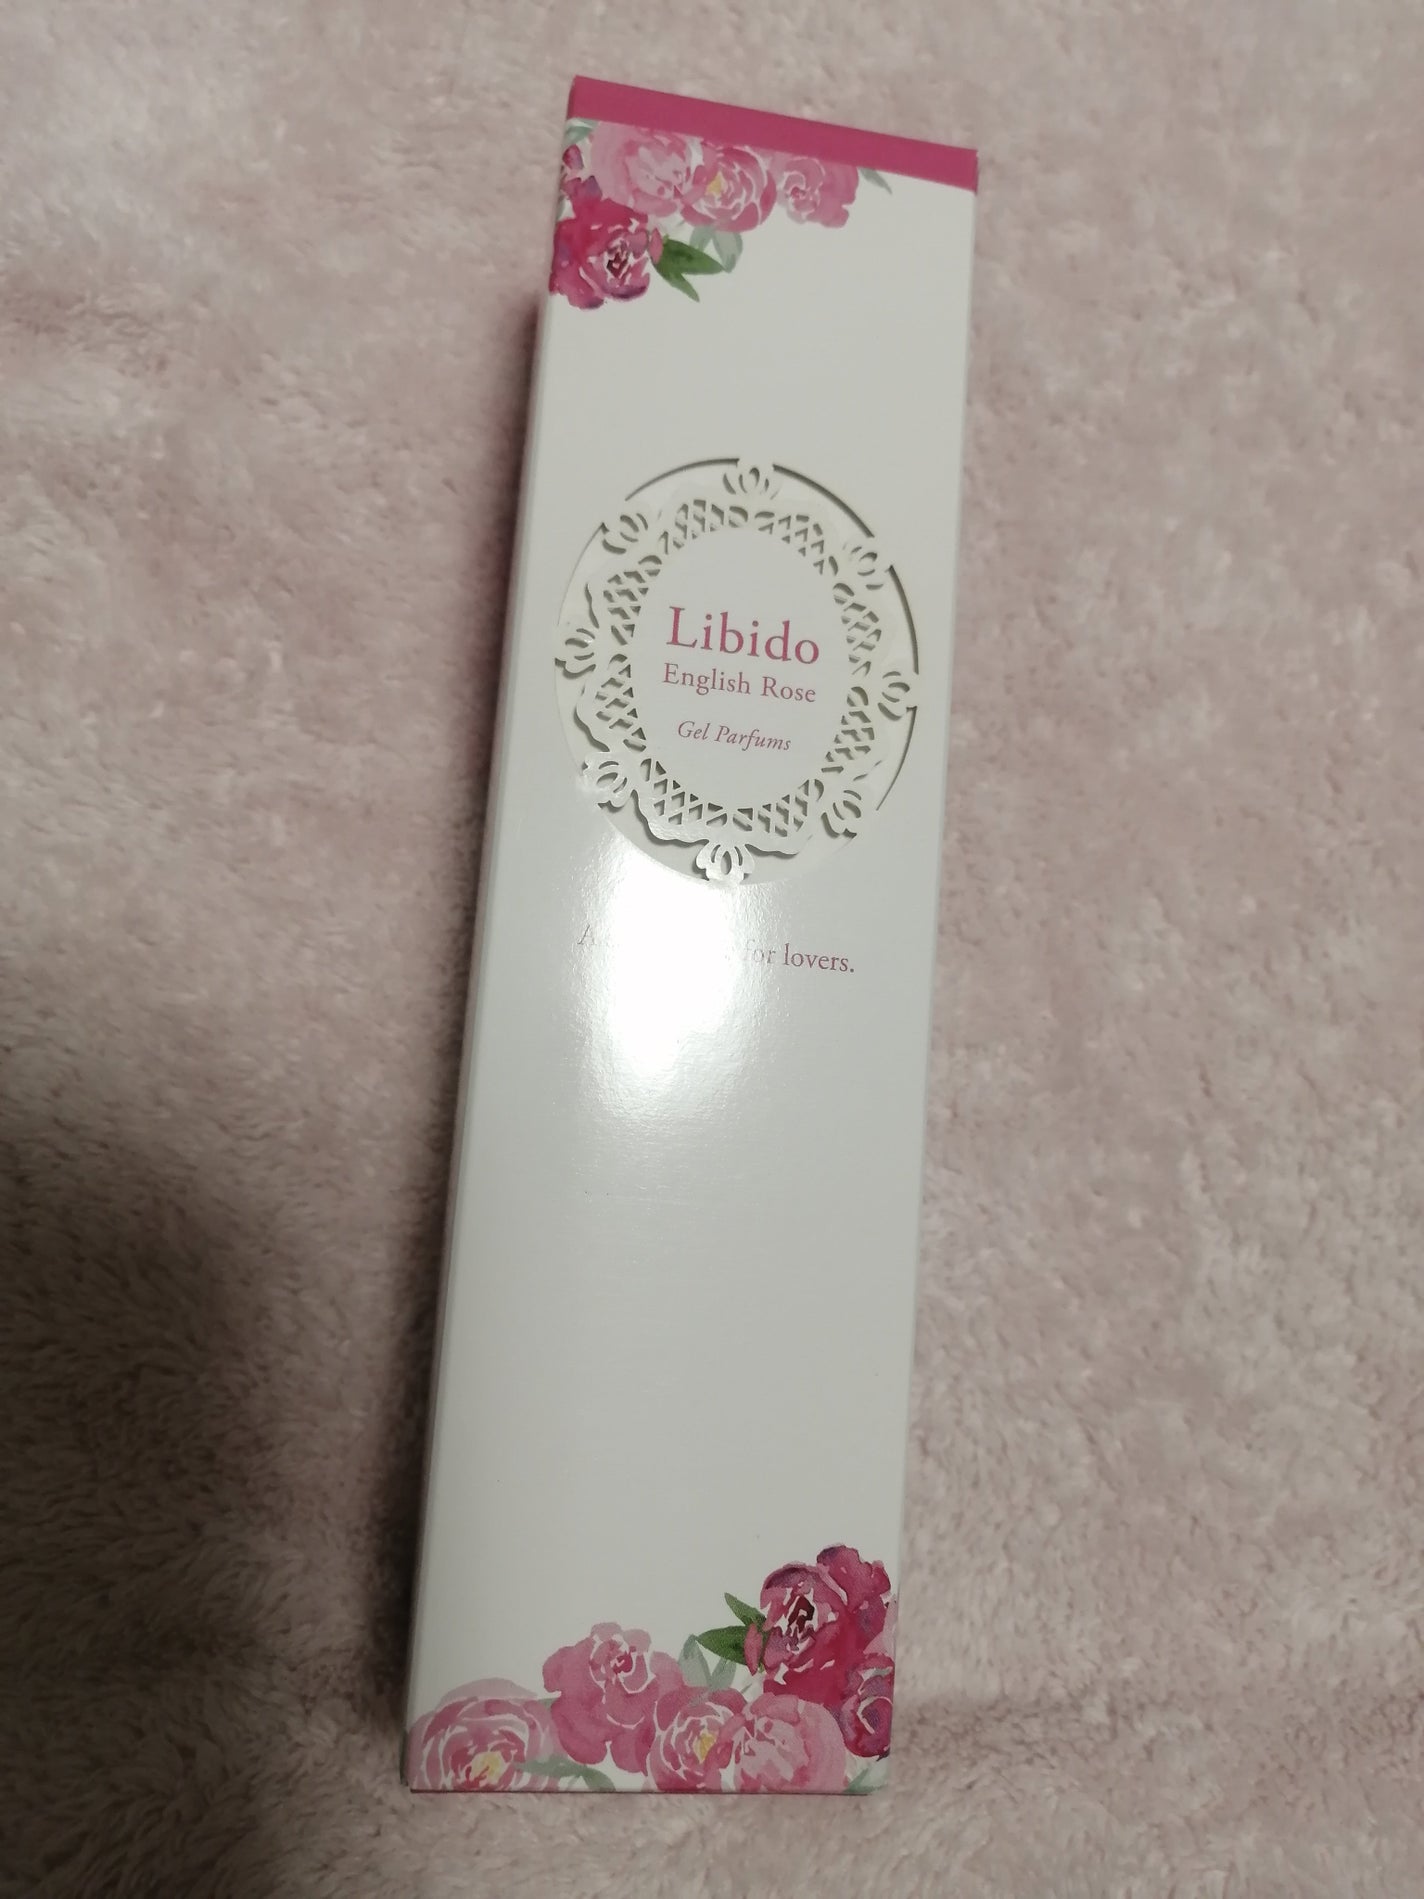 Libido
English Rose
Gel Parfums
for lovers.